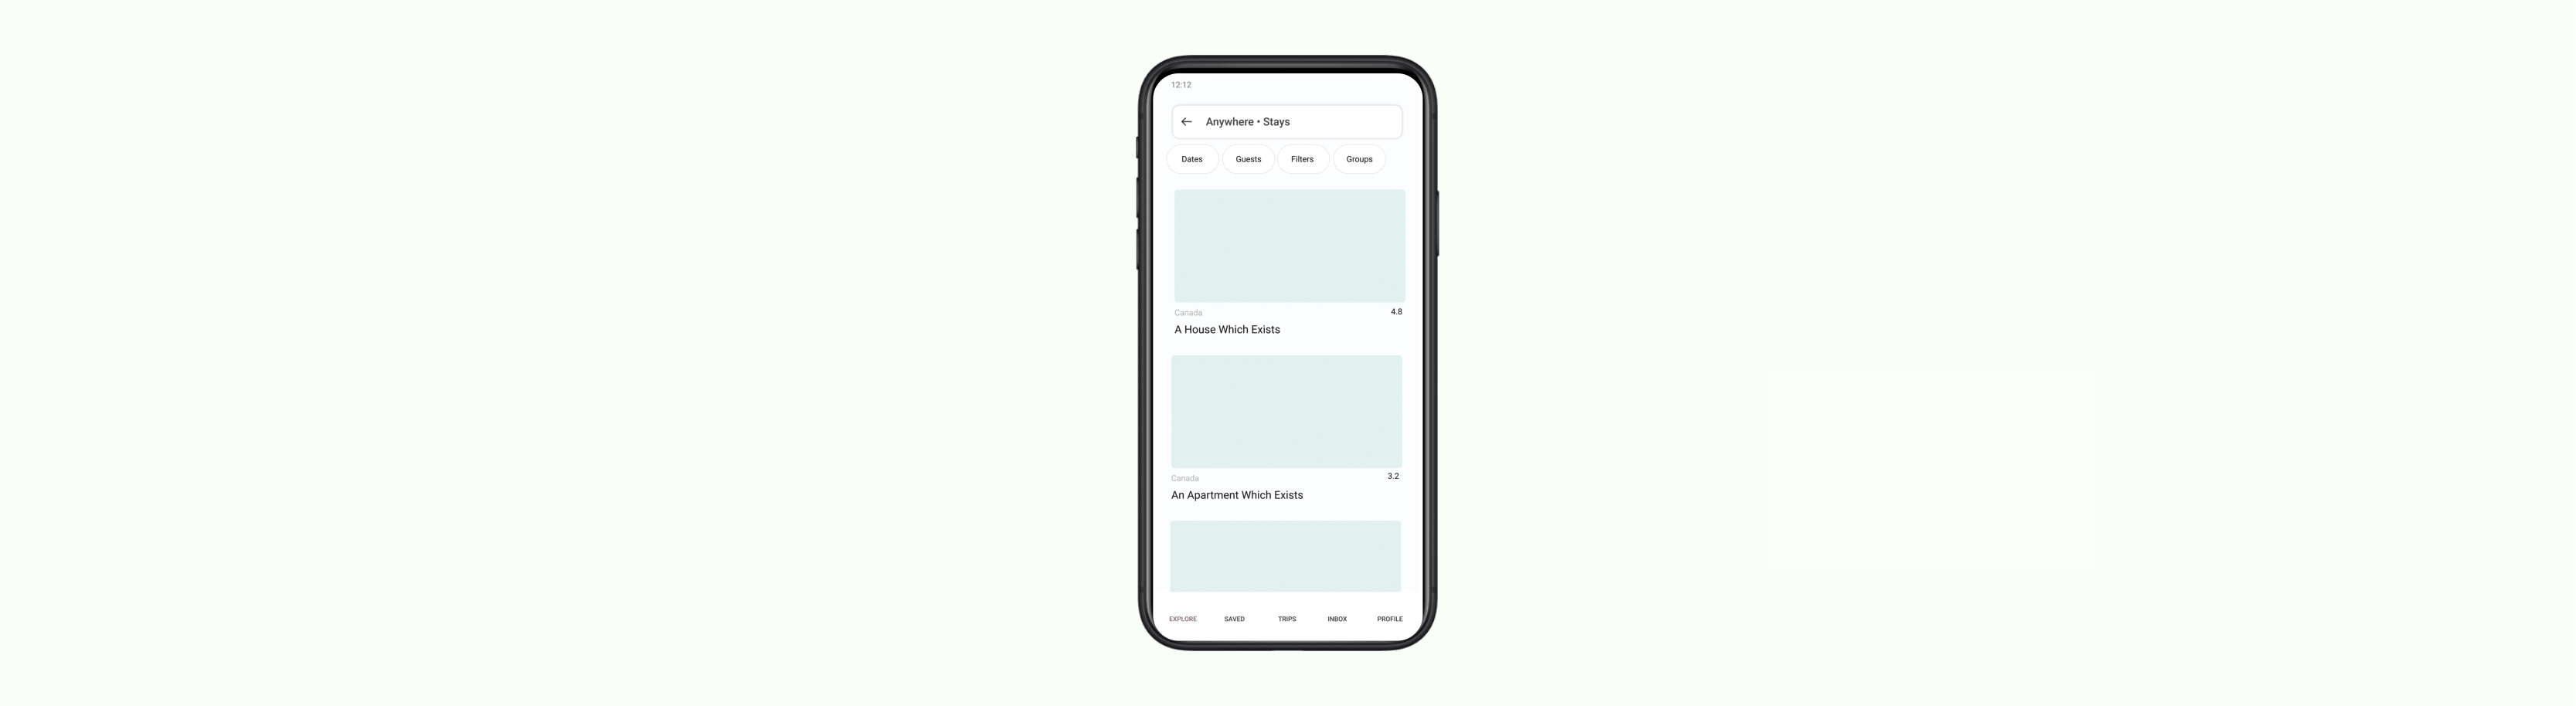 12:12
Anywhere • Stays
Dates Guests Filters Groups
Canada 4.8
A House Which Exists
Canada 3.2
An Apartment Which Exists
EXPLORE SAVED TRIPS INBOX PROFILE